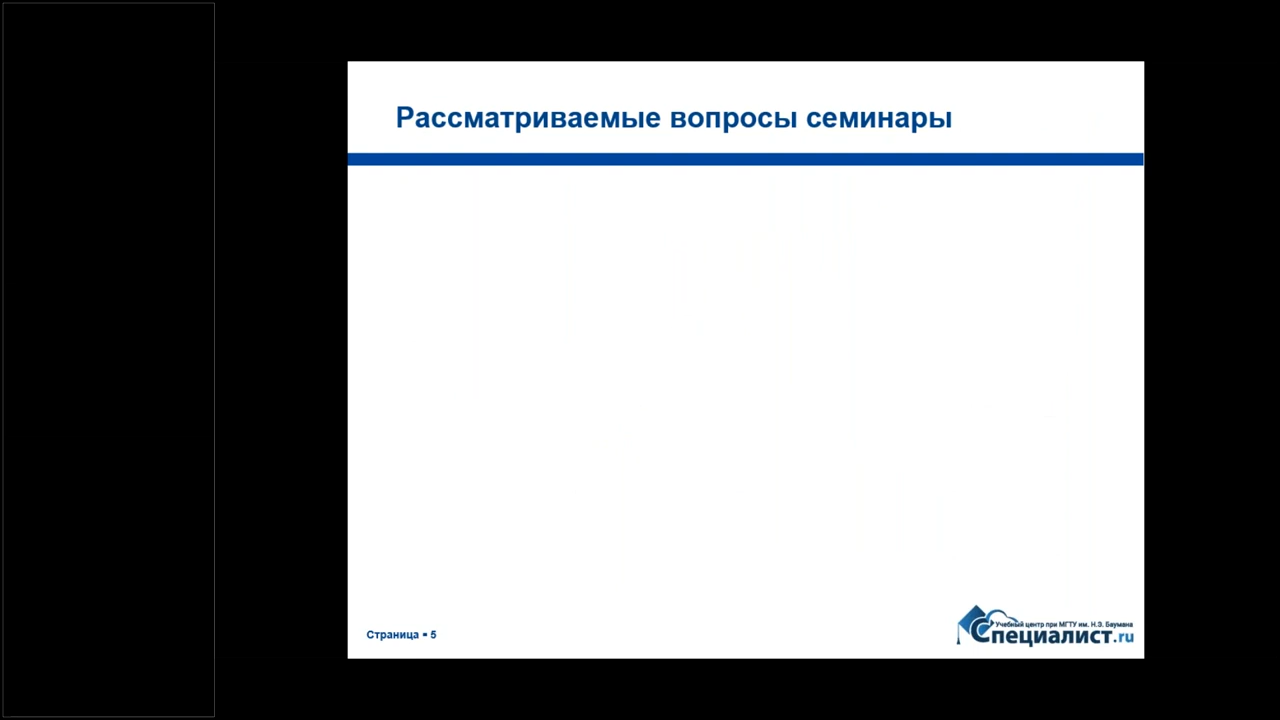 Рассматриваемые вопросы семинары
Страница ▪ 5
Учебный центр при МГТУ им. Н.Э. Баумана
Специалист.ru